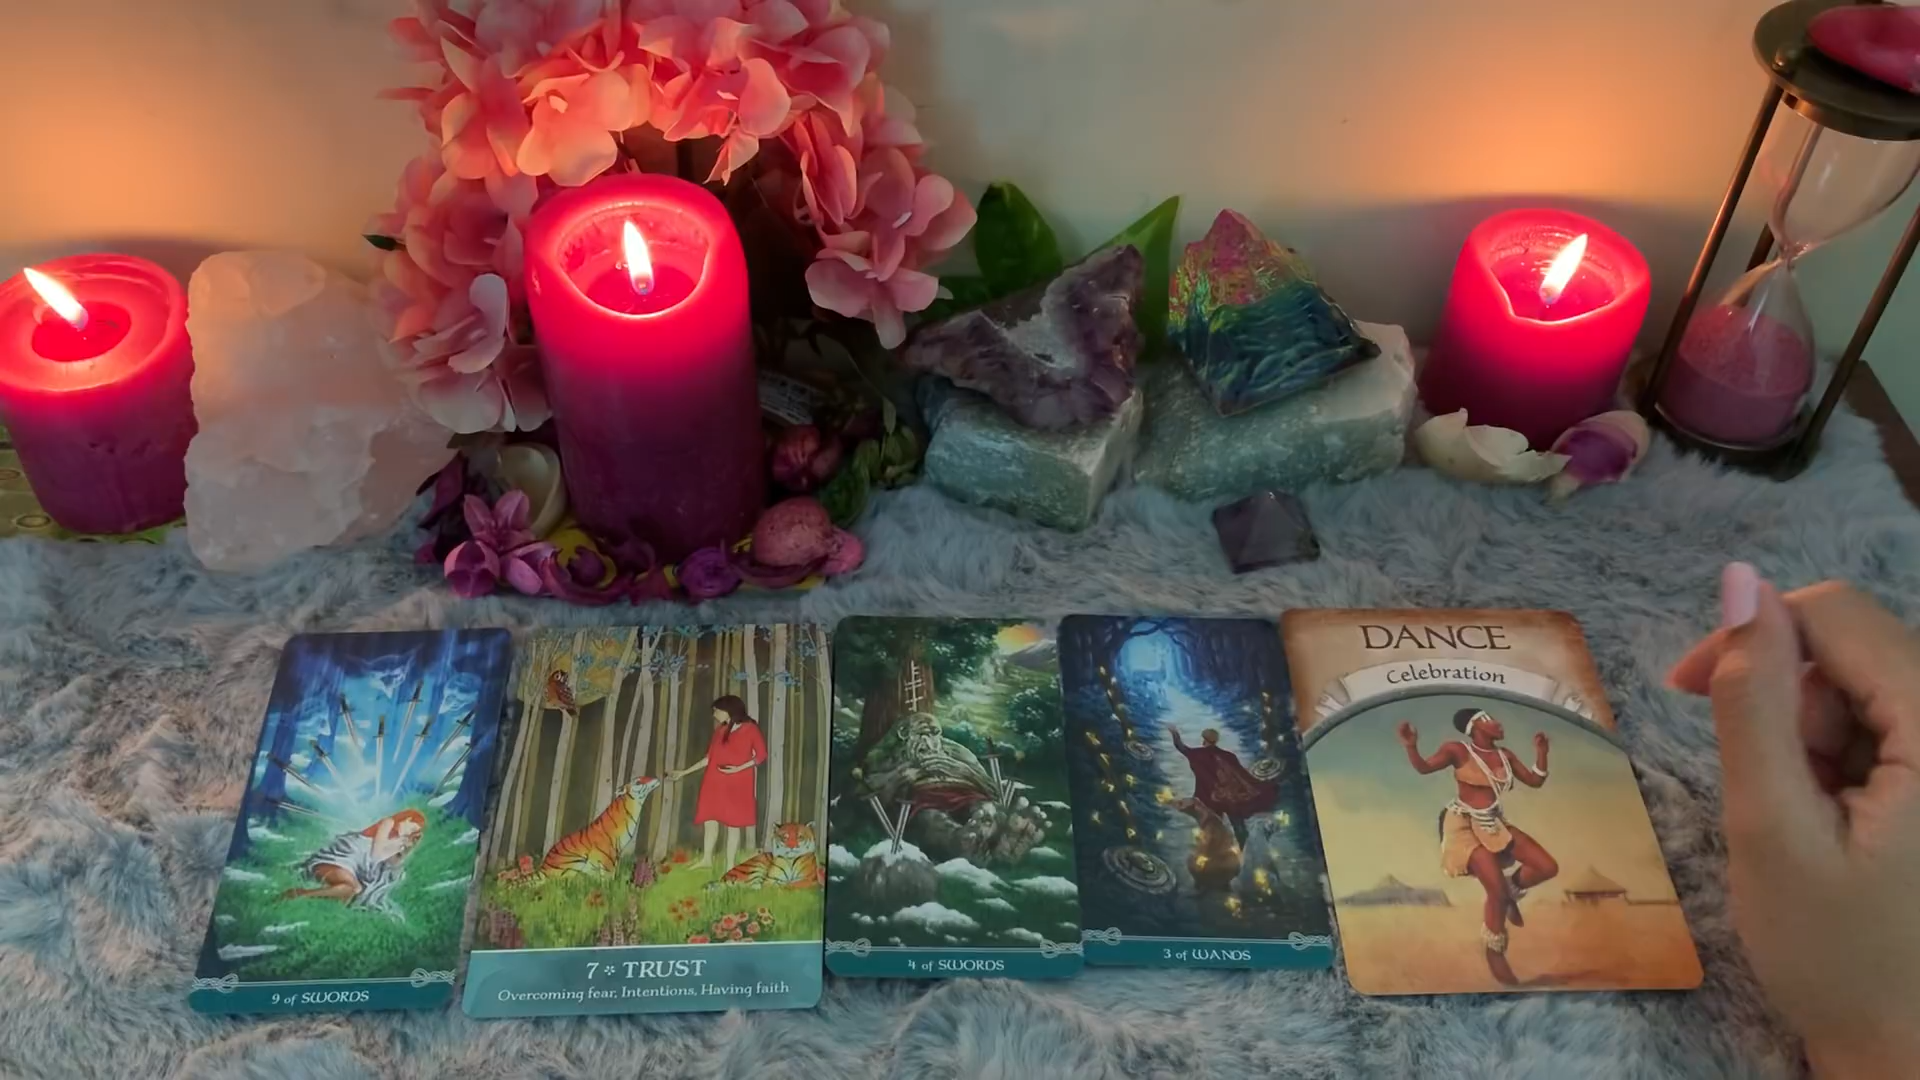 9 of SWORDS
7 * TRUST
Overcoming fear, Intentions, Having faith
4 of SWORDS
3 of WANDS
DANCE
Celebration